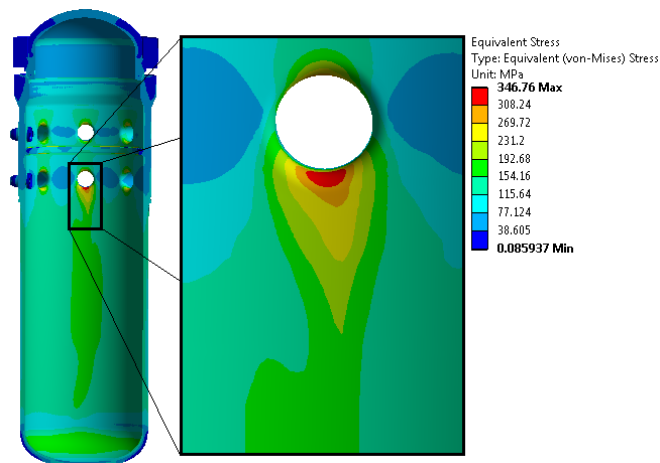 Equivalent Stress
Type: Equivalent (von-Mises) Stress
Unit: MPa
346.76 Max
308.24
269.72
231.2
192.68
154.16
115.64
77.124
38.605
0.085937 Min